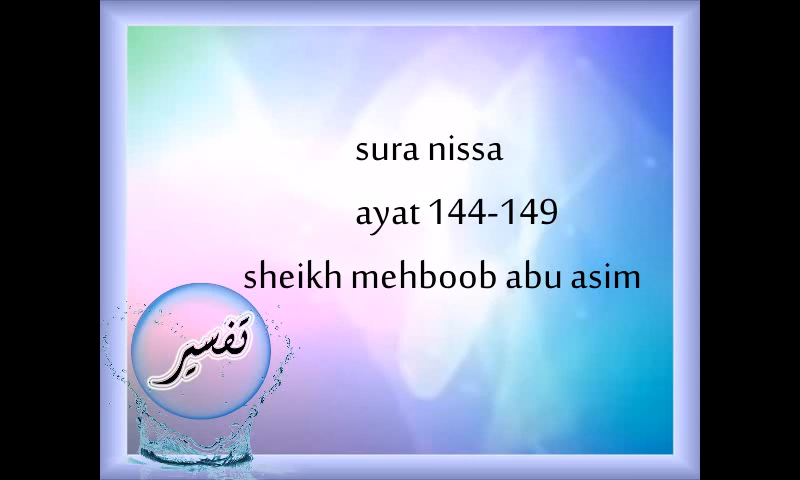 sura nissa
ayat 144-149
sheikh mehboob abu asim
تفسير